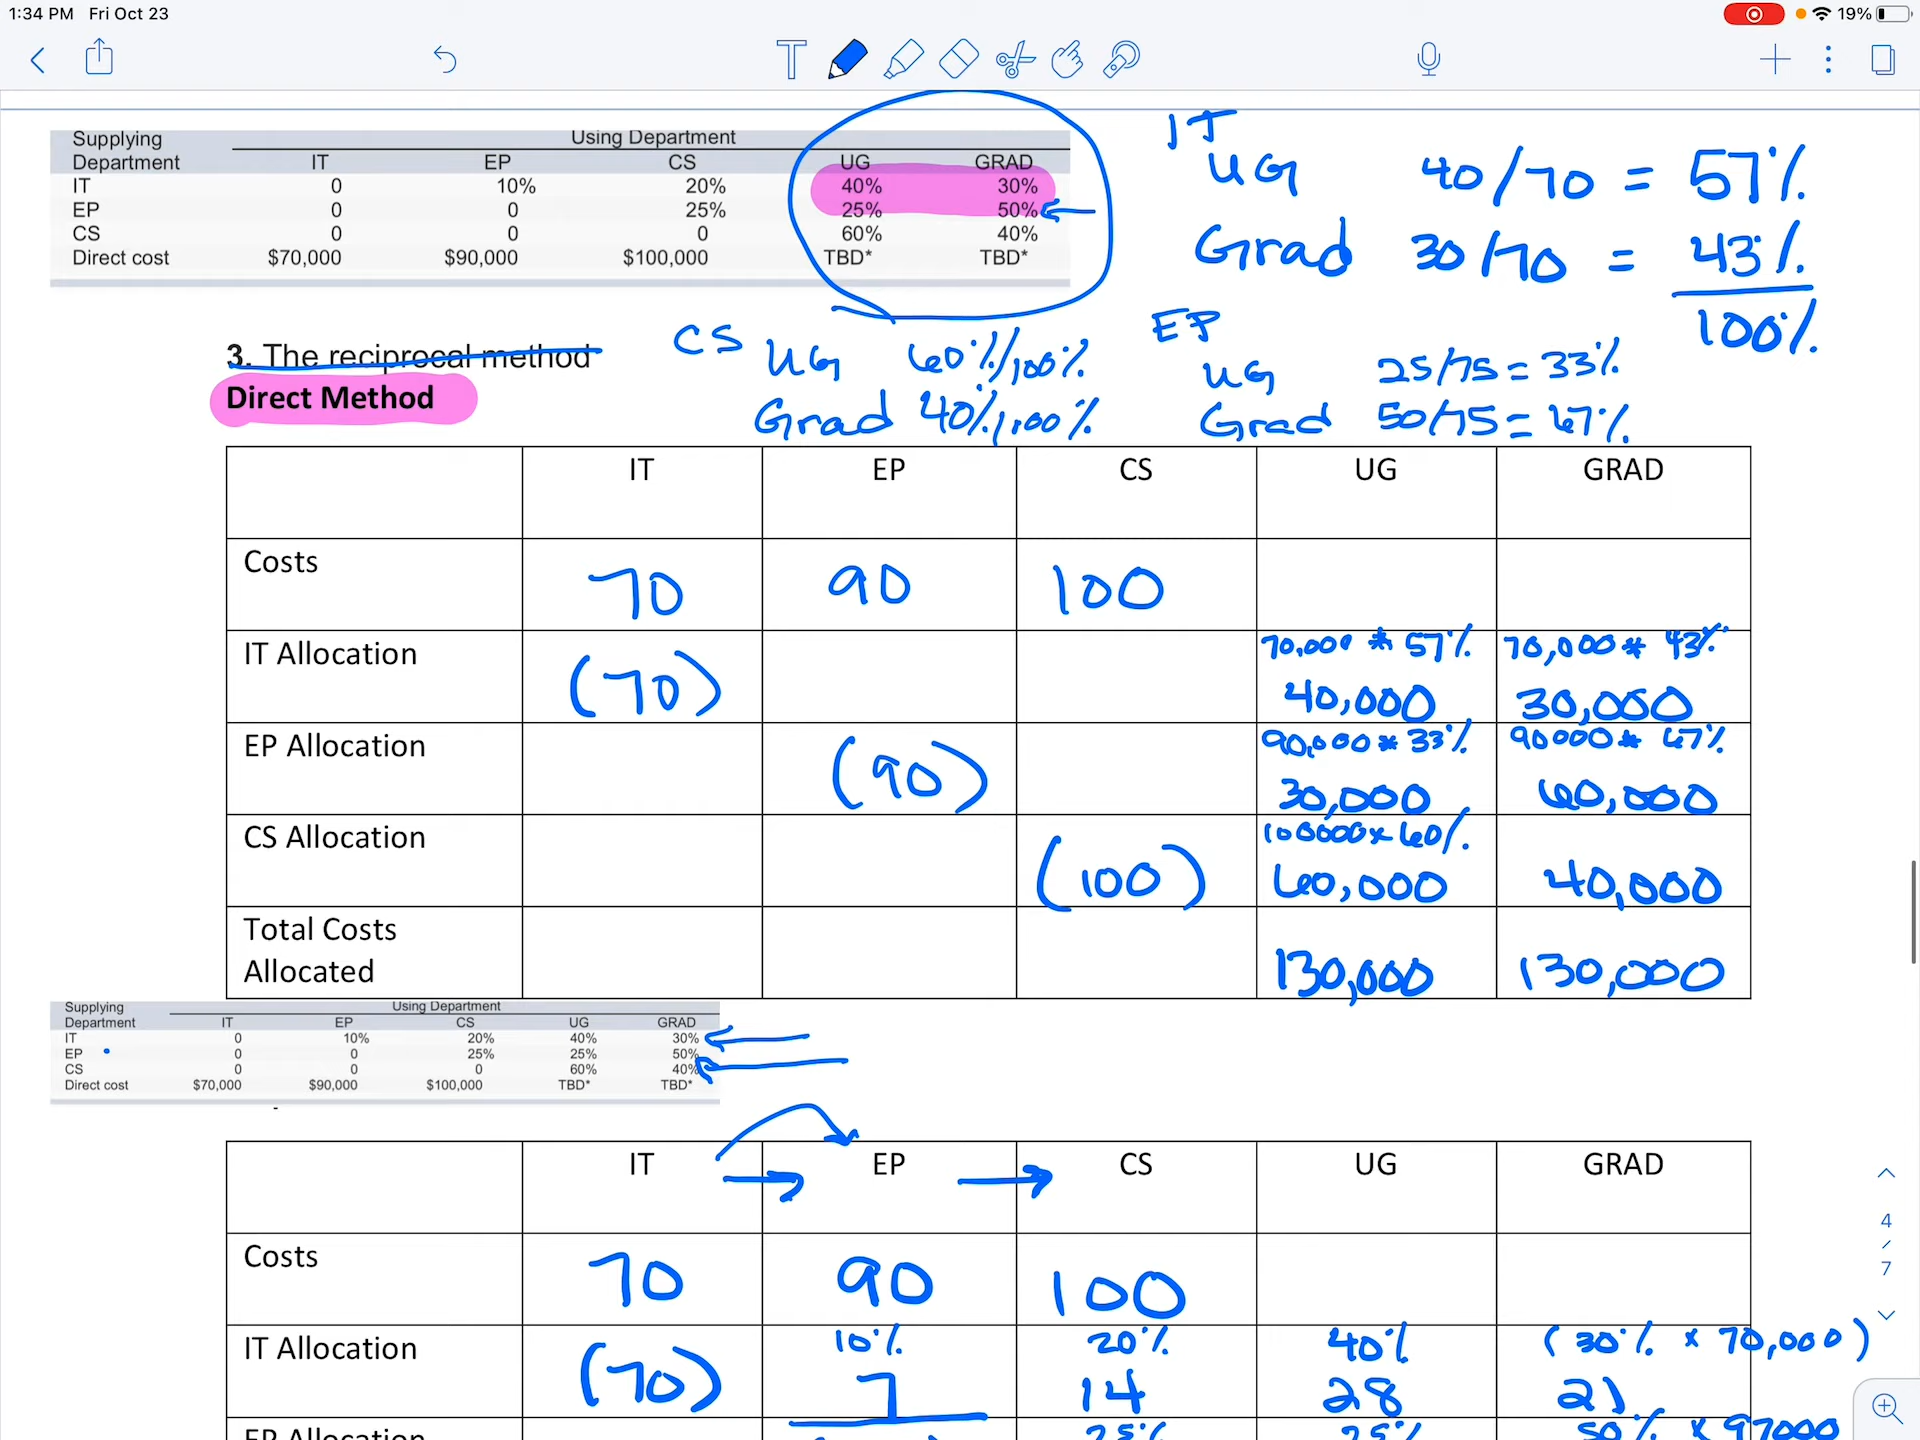 1:34 PM Fri Oct 23
19%
Supplying Using Department
Department IT EP CS UG GRAD
IT 0 10% 20% 40% 30%
EP 0 0 25% 25% 50%
CS 0 0 0 60% 40%
Direct cost $70,000 $90,000 $100,000 TBD* TBD*
IT
UG 40/70 = 57%
Grad 30/70 = 43%
100%
3. The reciprocal method
Direct Method
CS
UG 60%/100%
Grad 40%/100%
EP
UG 25/75 = 33%
Grad 50/75 = 67%
IT EP CS UG GRAD
Costs 70 90 100
IT Allocation (70) 70,000 * 57% 70,000 * 43%
40,000 30,000
EP Allocation (90) 90,000 * 33% 90000 * 67%
30,000 60,000
CS Allocation (100) 100000 x 60%
60,000 40,000
Total Costs
Allocated 130,000 130,000
Supplying Using Department
Department IT EP CS UG GRAD
IT 0 10% 20% 40% 30%
EP 0 0 25% 25% 50%
CS 0 0 0 60% 40%
Direct cost $70,000 $90,000 $100,000 TBD* TBD*
IT EP CS UG GRAD
Costs 70 90 100
IT Allocation (70) 10% 20% 40% (30% x 70,000)
7 14 28 21
EP Allocation 25% 25% 50% x 97000
4
/
7